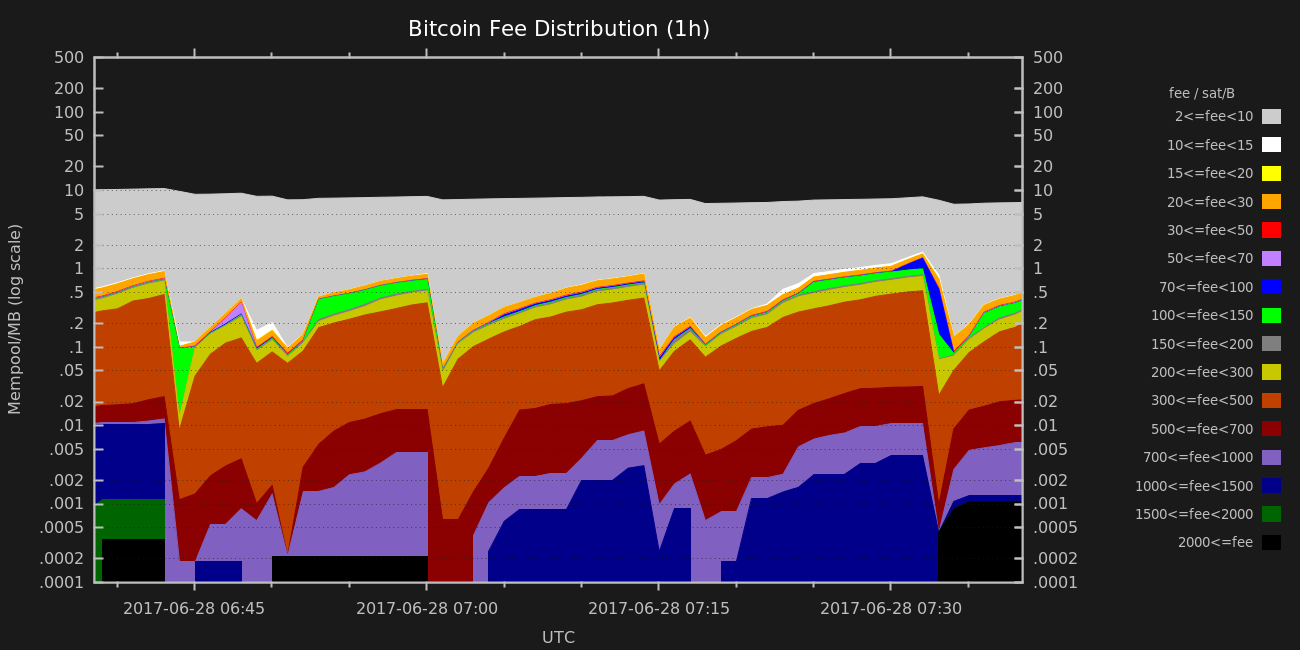 Bitcoin Fee Distribution (1h)
Mempool/MB (log scale)
500
200
100
50
20
10
5
2
1
.5
.2
.1
.05
.02
.01
.005
.002
.001
.0005
.0002
.0001
500
200
100
50
20
10
5
2
1
.5
.2
.1
.05
.02
.01
.005
.002
.001
.0005
.0002
.0001
fee / sat/B
2<=fee<10
10<=fee<15
15<=fee<20
20<=fee<30
30<=fee<50
50<=fee<70
70<=fee<100
100<=fee<150
150<=fee<200
200<=fee<300
300<=fee<500
500<=fee<700
700<=fee<1000
1000<=fee<1500
1500<=fee<2000
2000<=fee
2017-06-28 06:45
2017-06-28 07:00
2017-06-28 07:15
2017-06-28 07:30
UTC